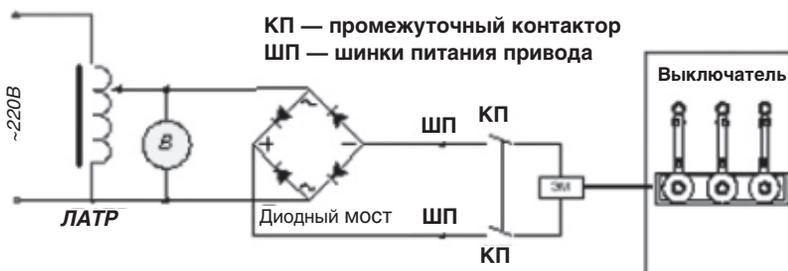 КП — промежуточный контактор
ШП — шинки питания привода
Выключатель
~220В
В
ШП
КП
ЭМ
ЛАТР
Диодный мост
ШП
КП